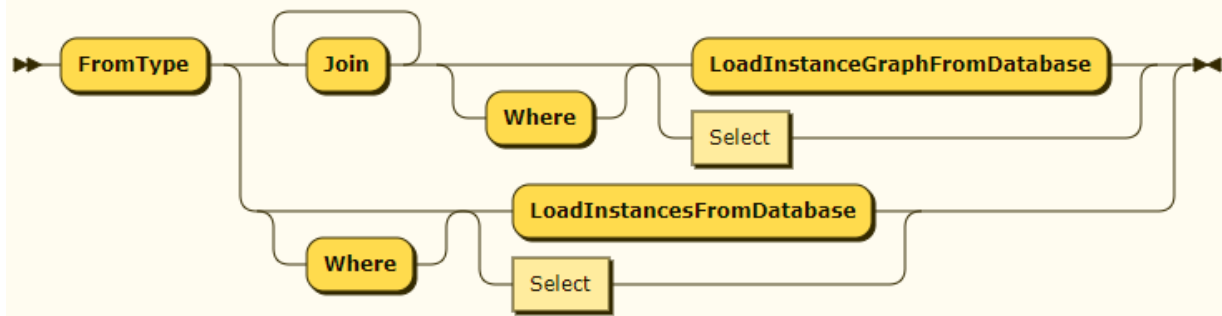 FromType
Join
LoadInstanceGraphFromDatabase
Where
Select
LoadInstancesFromDatabase
Where
Select